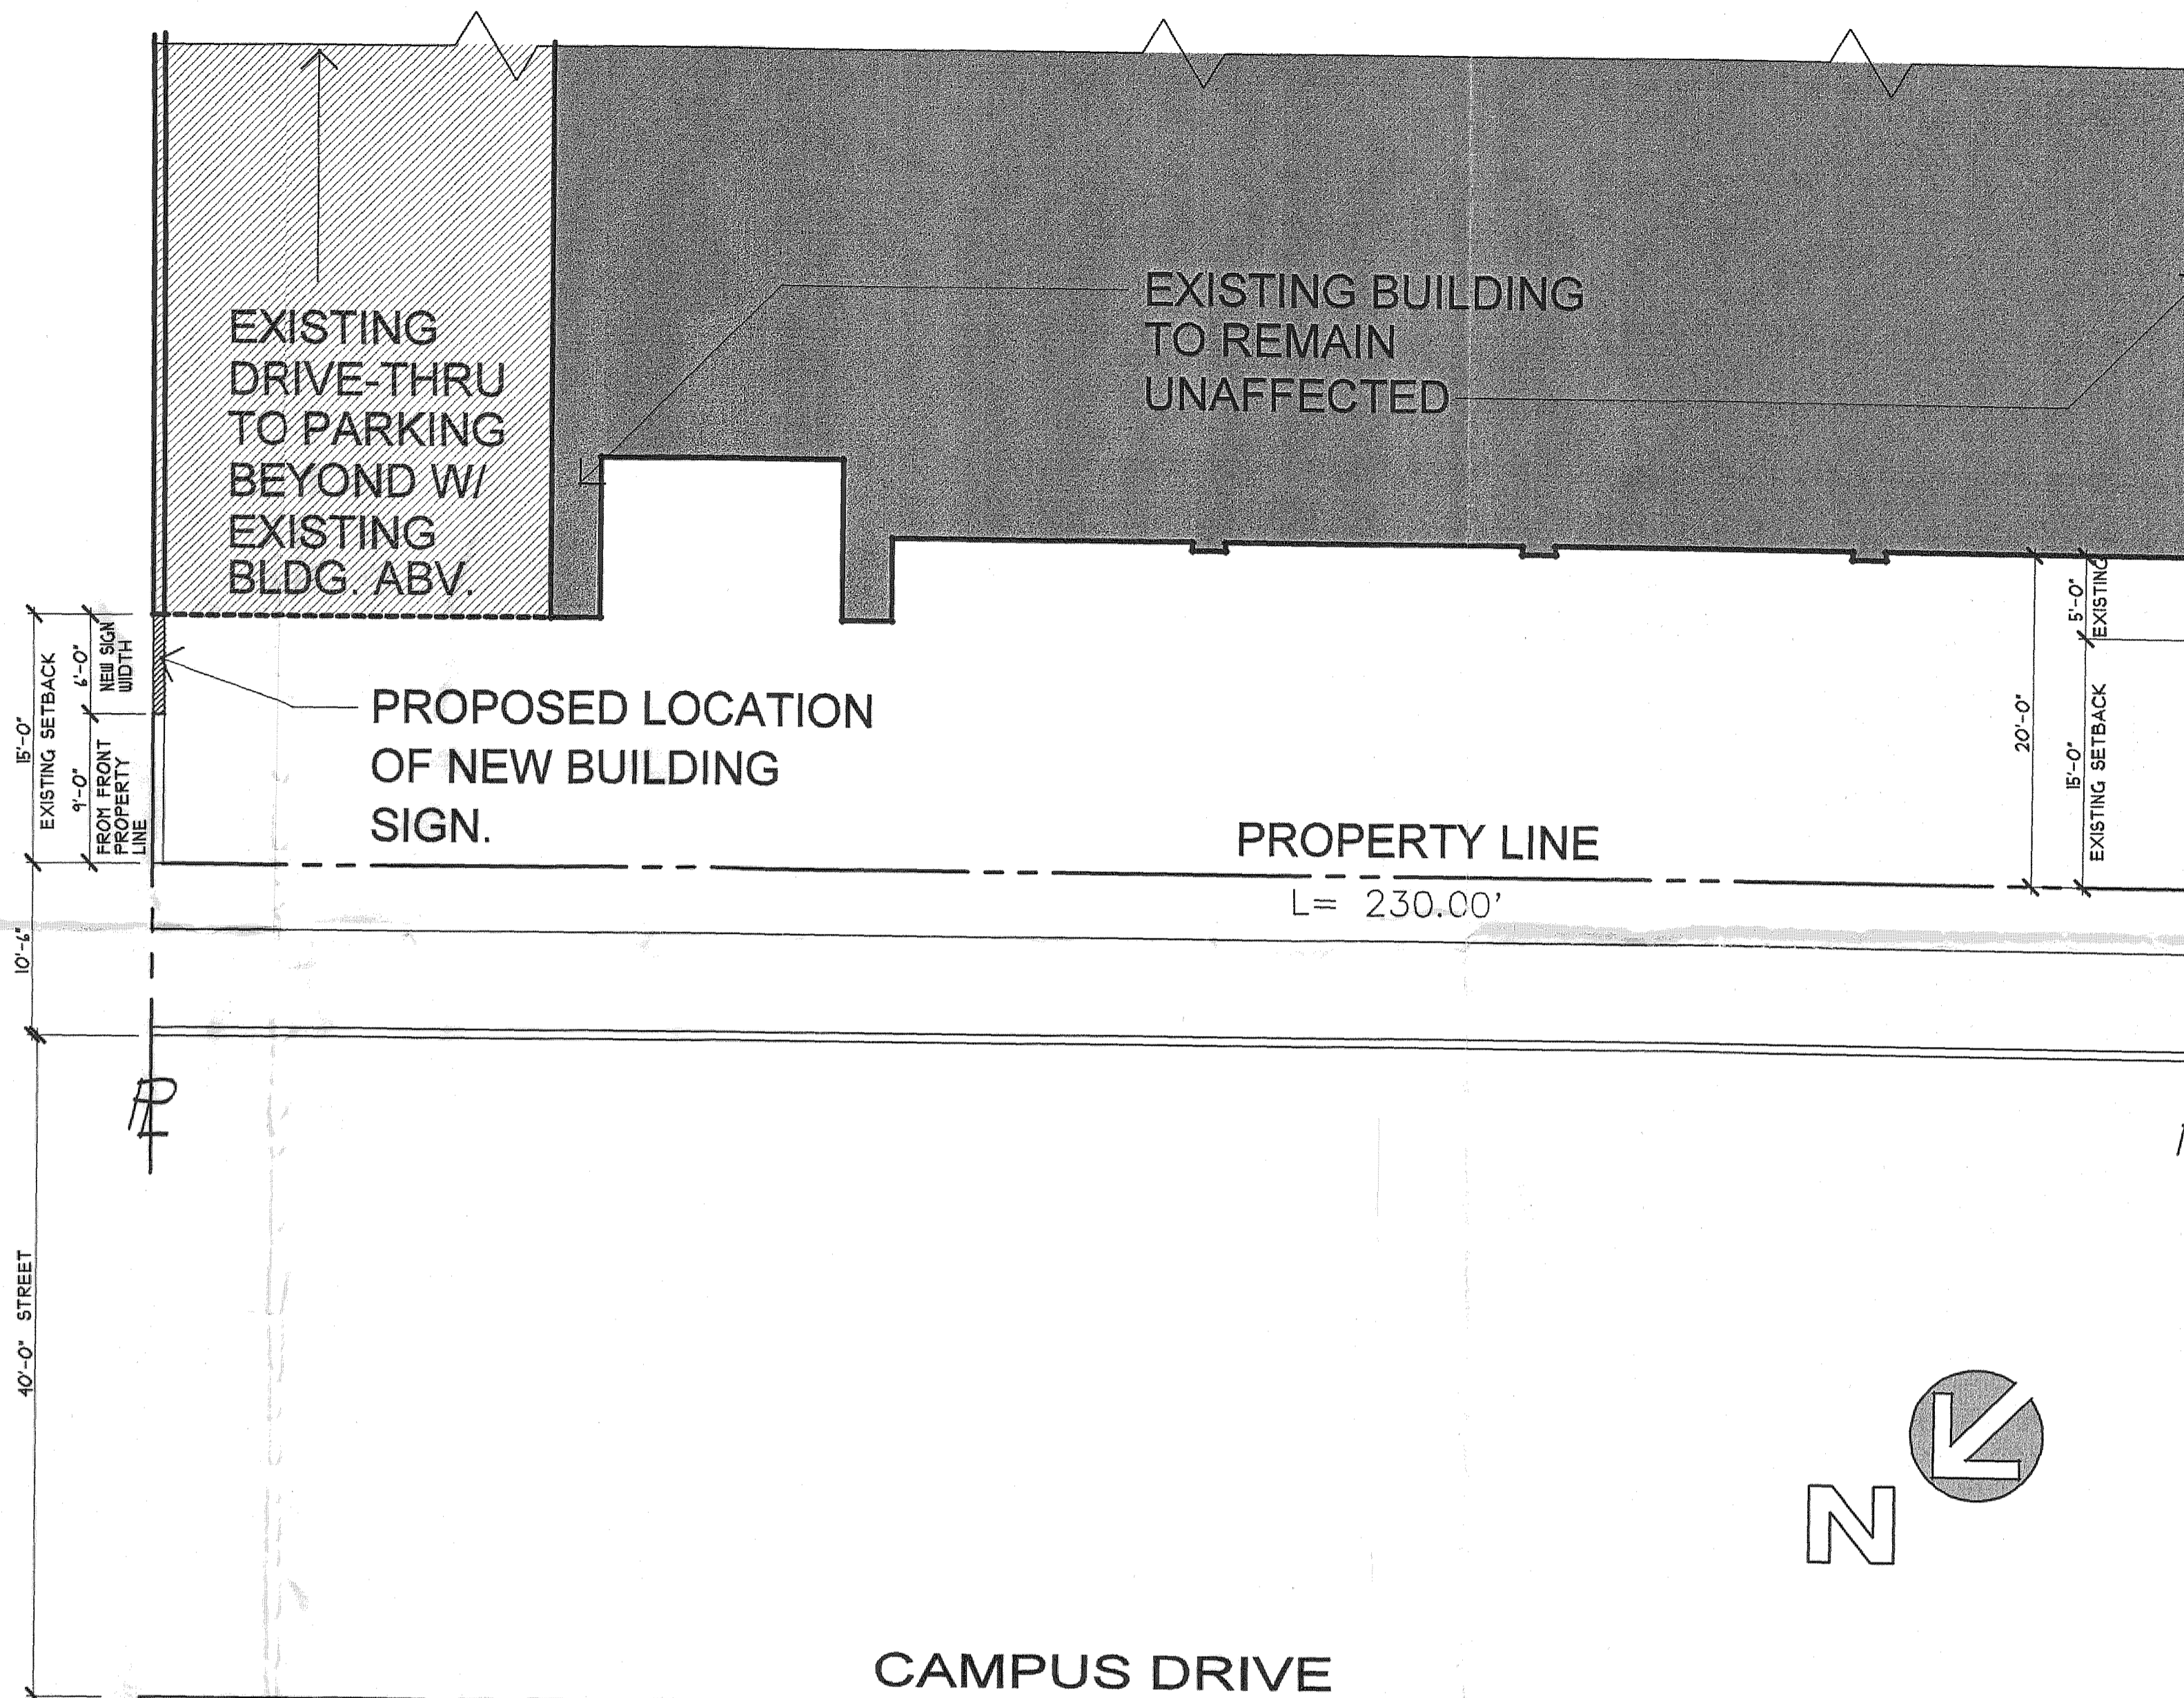 EXISTING
DRIVE-THRU
TO PARKING
BEYOND W/
EXISTING
BLDG. ABV.
EXISTING BUILDING
TO REMAIN
UNAFFECTED
15'-0"
EXISTING SETBACK
6'-0"
NEW SIGN
WIDTH
9'-0"
FROM FRONT
PROPERTY
LINE
PROPOSED LOCATION
OF NEW BUILDING
SIGN.
PROPERTY LINE
L= 230.00'
20'-0"
5'-0"
EXISTING
15'-0"
EXISTING SETBACK
10'-6"
PL
40'-0" STREET
N
CAMPUS DRIVE